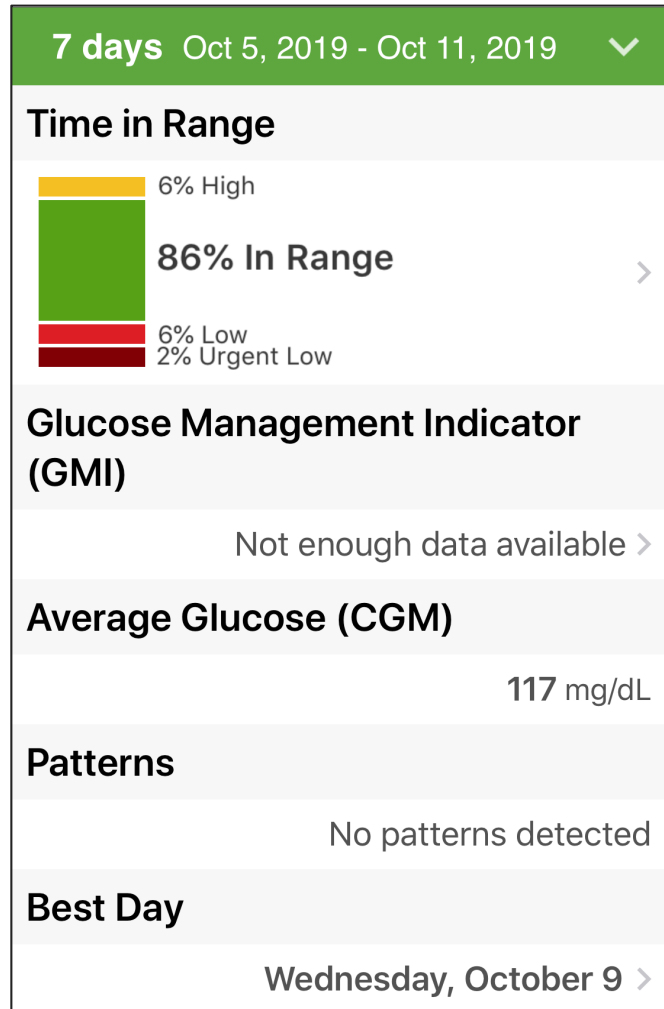 7 days Oct 5, 2019 - Oct 11, 2019
Time in Range
6% High
86% In Range
6% Low
2% Urgent Low
Glucose Management Indicator
(GMI)
Not enough data available
Average Glucose (CGM)
117 mg/dL
Patterns
No patterns detected
Best Day
Wednesday, October 9